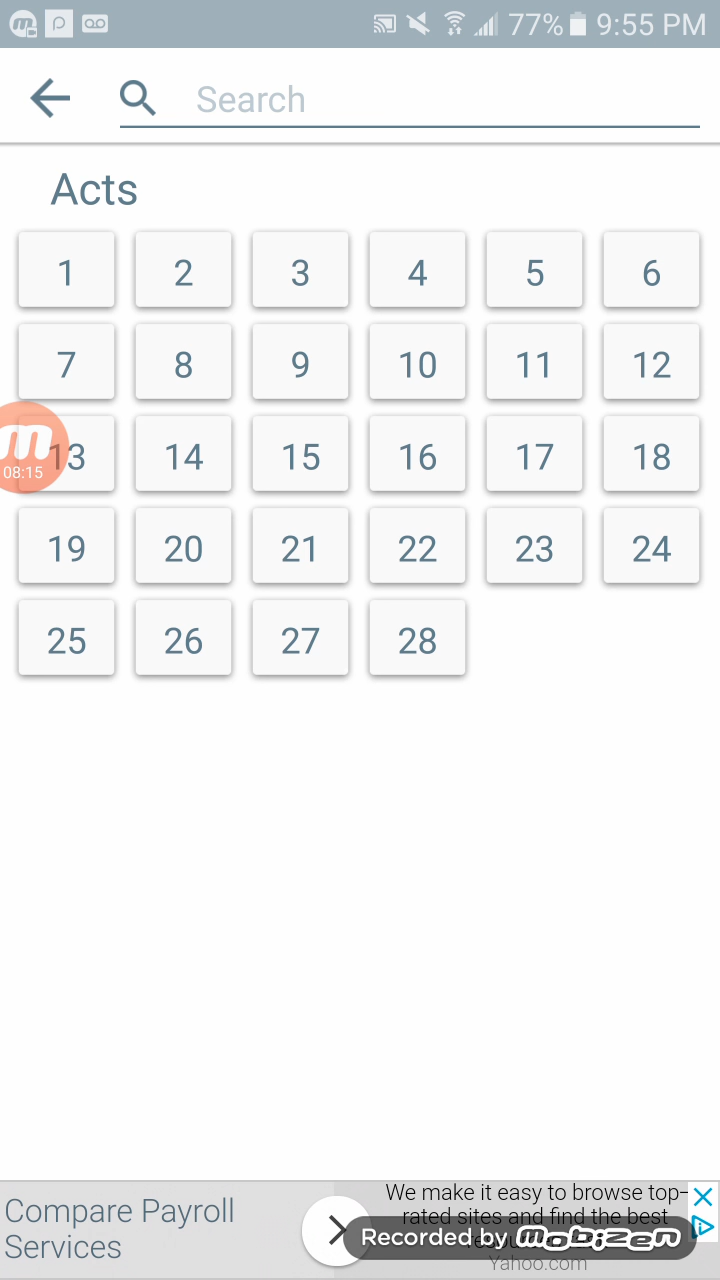 77% 9:55 PM
Search
Acts
1 2 3 4 5 6
7 8 9 10 11 12
13 14 15 16 17 18
08:15
19 20 21 22 23 24
25 26 27 28
Compare Payroll
Services
We make it easy to browse top-
rated sites and find the best
Recorded by mobizen
Yahoo.com